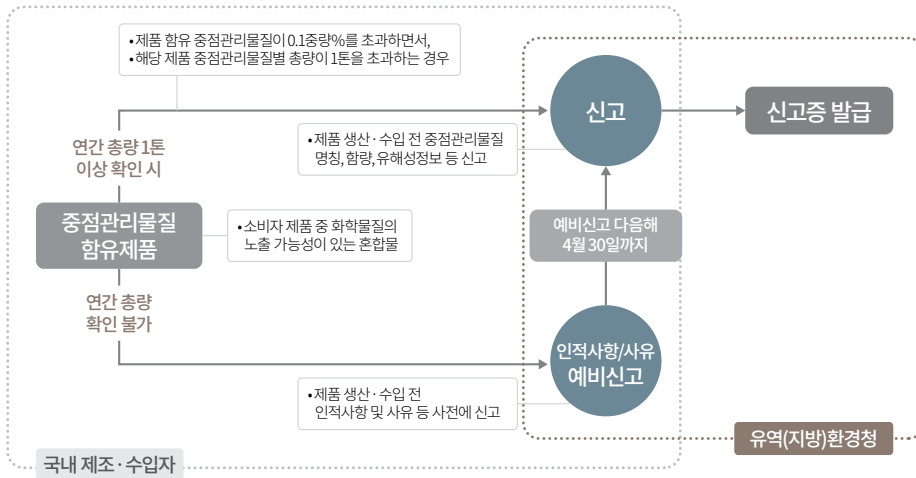 •제품 함유 중점관리물질이 0.1중량%를 초과하면서,
•해당 제품 중점관리물질별 총량이 1톤을 초과하는 경우
신고
신고증 발급
연간 총량 1톤
이상 확인 시
•제품 생산·수입 전 중점관리물질
명칭, 함량, 유해성정보 등 신고
중점관리물질
함유제품
•소비자 제품 중 화학물질의
노출 가능성이 있는 혼합물
예비신고 다음해
4월 30일까지
연간 총량
확인 불가
인적사항/사유
예비신고
•제품 생산·수입 전
인적사항 및 사유 등 사전에 신고
유역(지방)환경청
국내 제조·수입자